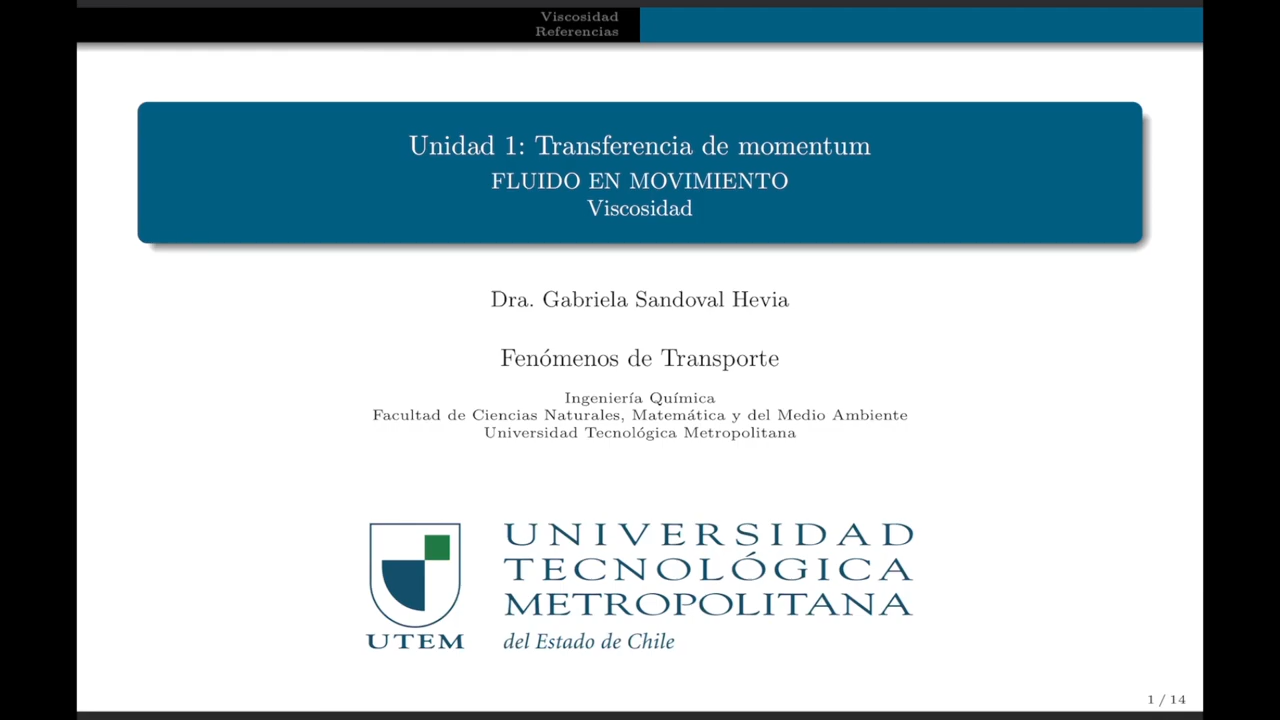 Viscosidad
Referencias
Unidad 1: Transferencia de momentum
FLUIDO EN MOVIMIENTO
Viscosidad
Dra. Gabriela Sandoval Hevia
Fenómenos de Transporte
Ingeniería Química
Facultad de Ciencias Naturales, Matemática y del Medio Ambiente
Universidad Tecnológica Metropolitana
UNIVERSIDAD
TECNOLÓGICA
METROPOLITANA
UTEM
del Estado de Chile
1 / 14